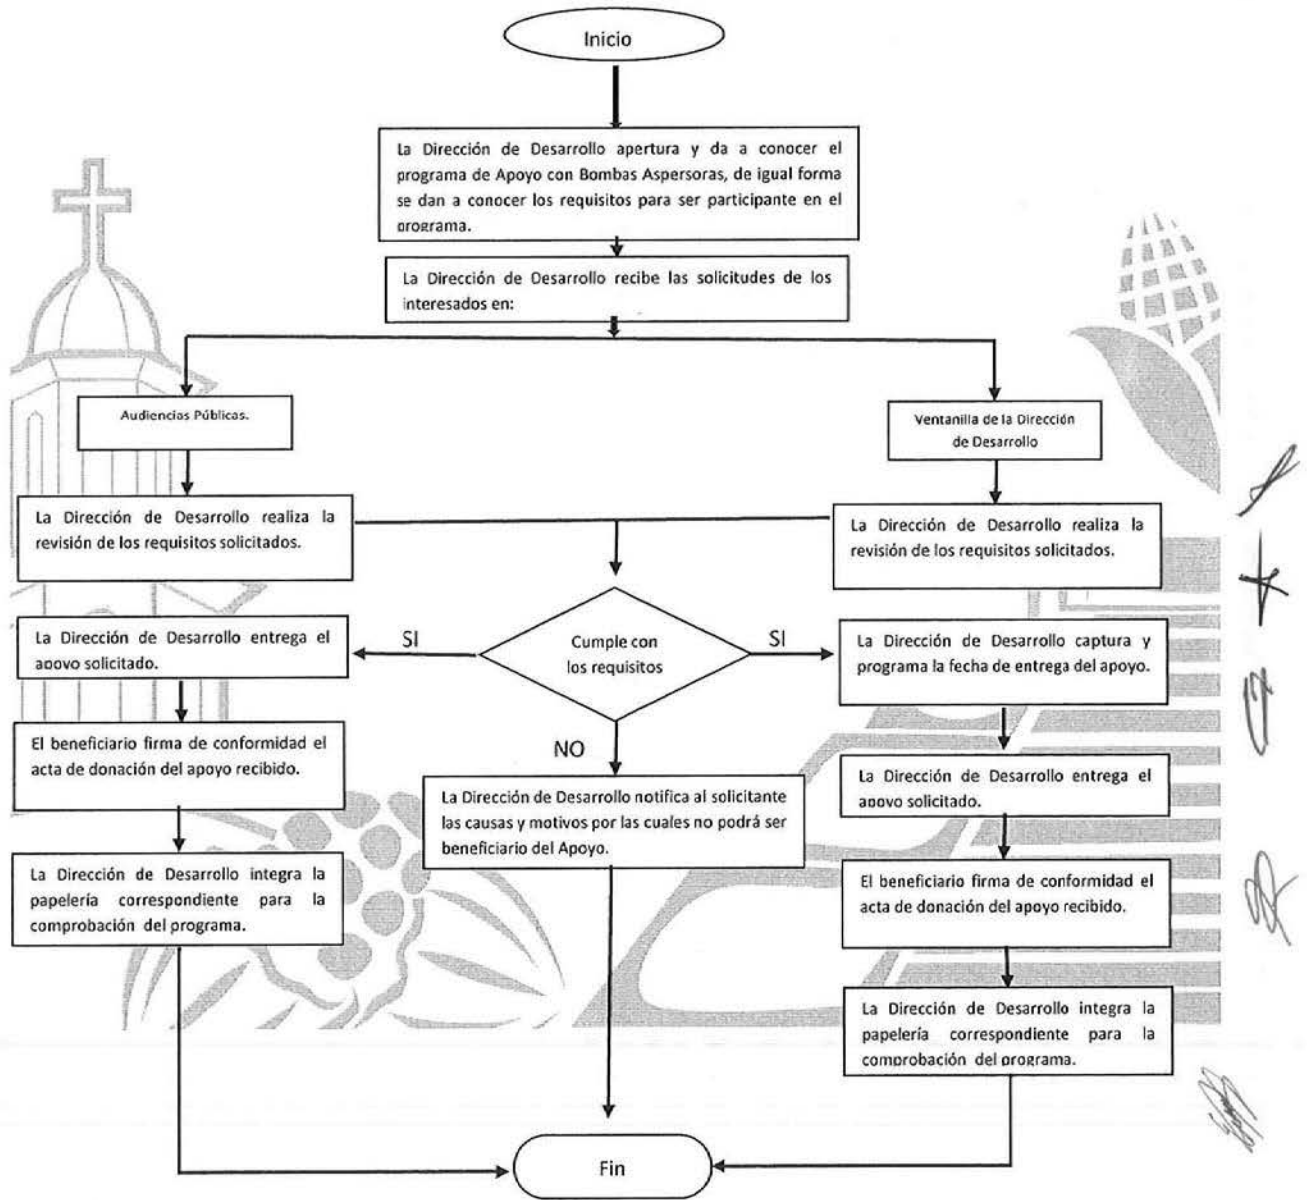 Inicio
La Dirección de Desarrollo apertura y da a conocer el
programa de Apoyo con Bombas Aspersoras, de igual forma
se dan a conocer los requisitos para ser participante en el
programa.
La Dirección de Desarrollo recibe las solicitudes de los
interesados en:
Audiencias Públicas.
Ventanilla de la Dirección
de Desarrollo
La Dirección de Desarrollo realiza la
revisión de los requisitos solicitados.
La Dirección de Desarrollo realiza la
revisión de los requisitos solicitados.
Cumple con
los requisitos
SI
SI
NO
La Dirección de Desarrollo entrega el
apoyo solicitado.
El beneficiario firma de conformidad el
acta de donación del apoyo recibido.
La Dirección de Desarrollo integra la
papelería correspondiente para la
comprobación del programa.
La Dirección de Desarrollo notifica al solicitante
las causas y motivos por las cuales no podrá ser
beneficiario del Apoyo.
La Dirección de Desarrollo captura y
programa la fecha de entrega del apoyo.
La Dirección de Desarrollo entrega el
apoyo solicitado.
El beneficiario firma de conformidad el
acta de donación del apoyo recibido.
La Dirección de Desarrollo integra la
papelería correspondiente para la
comprobación del programa.
Fin